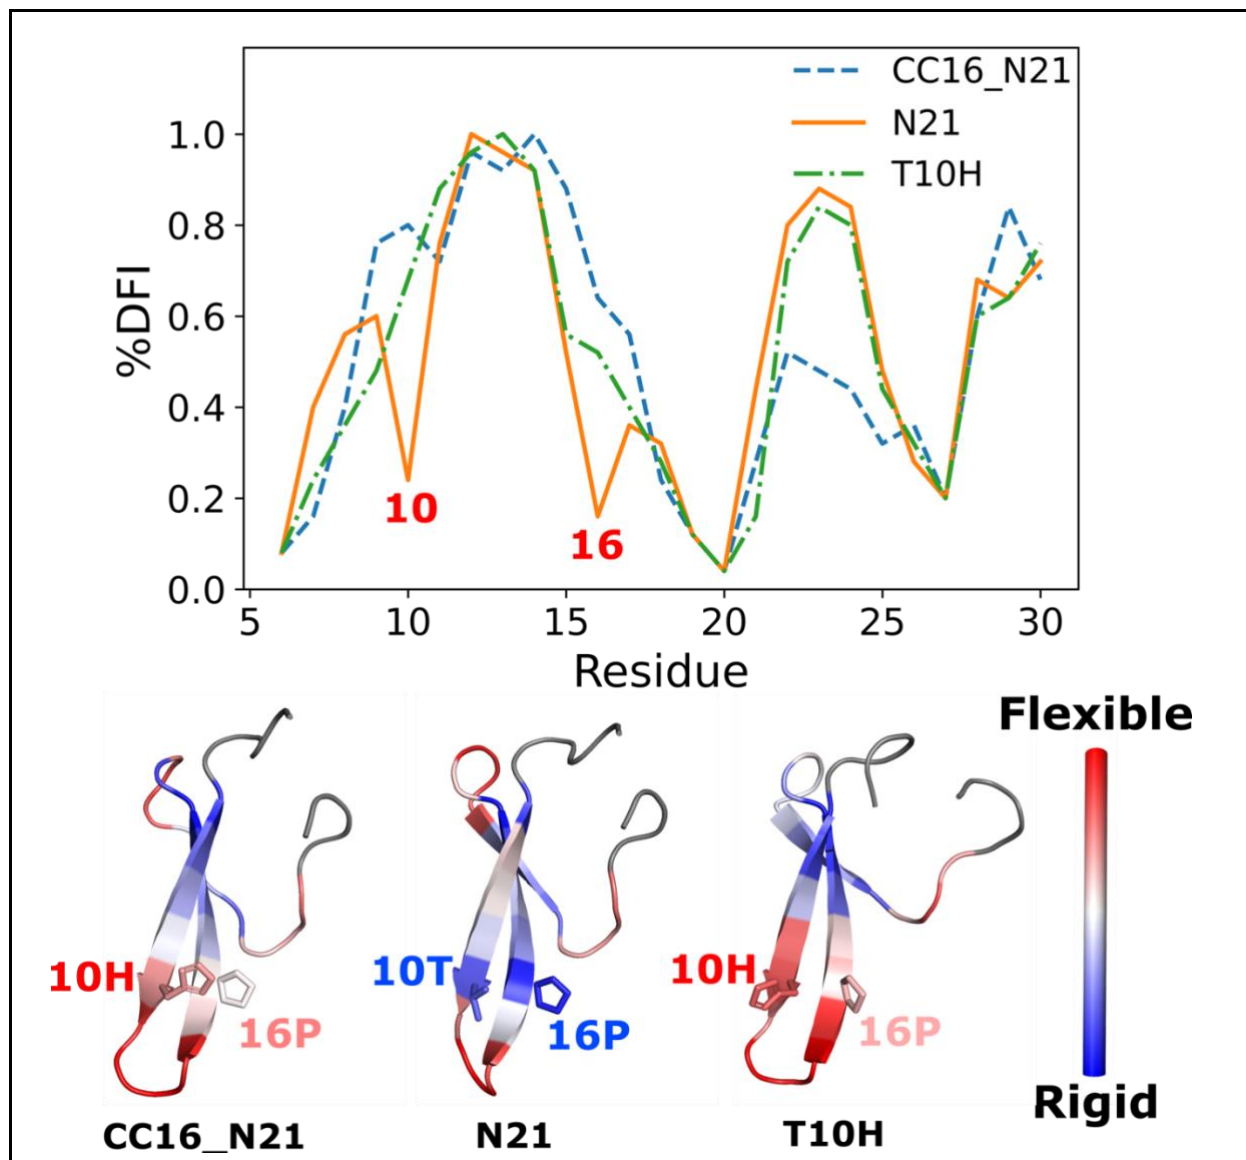 CC16_N21
N21
T10H
1.0
0.8
0.6
0.4
0.2
0.0
%DFI
10
16
5 10 15 20 25 30
Residue
Flexible
10H
16P
10T
16P
10H
16P
Rigid
CC16_N21 N21 T10H